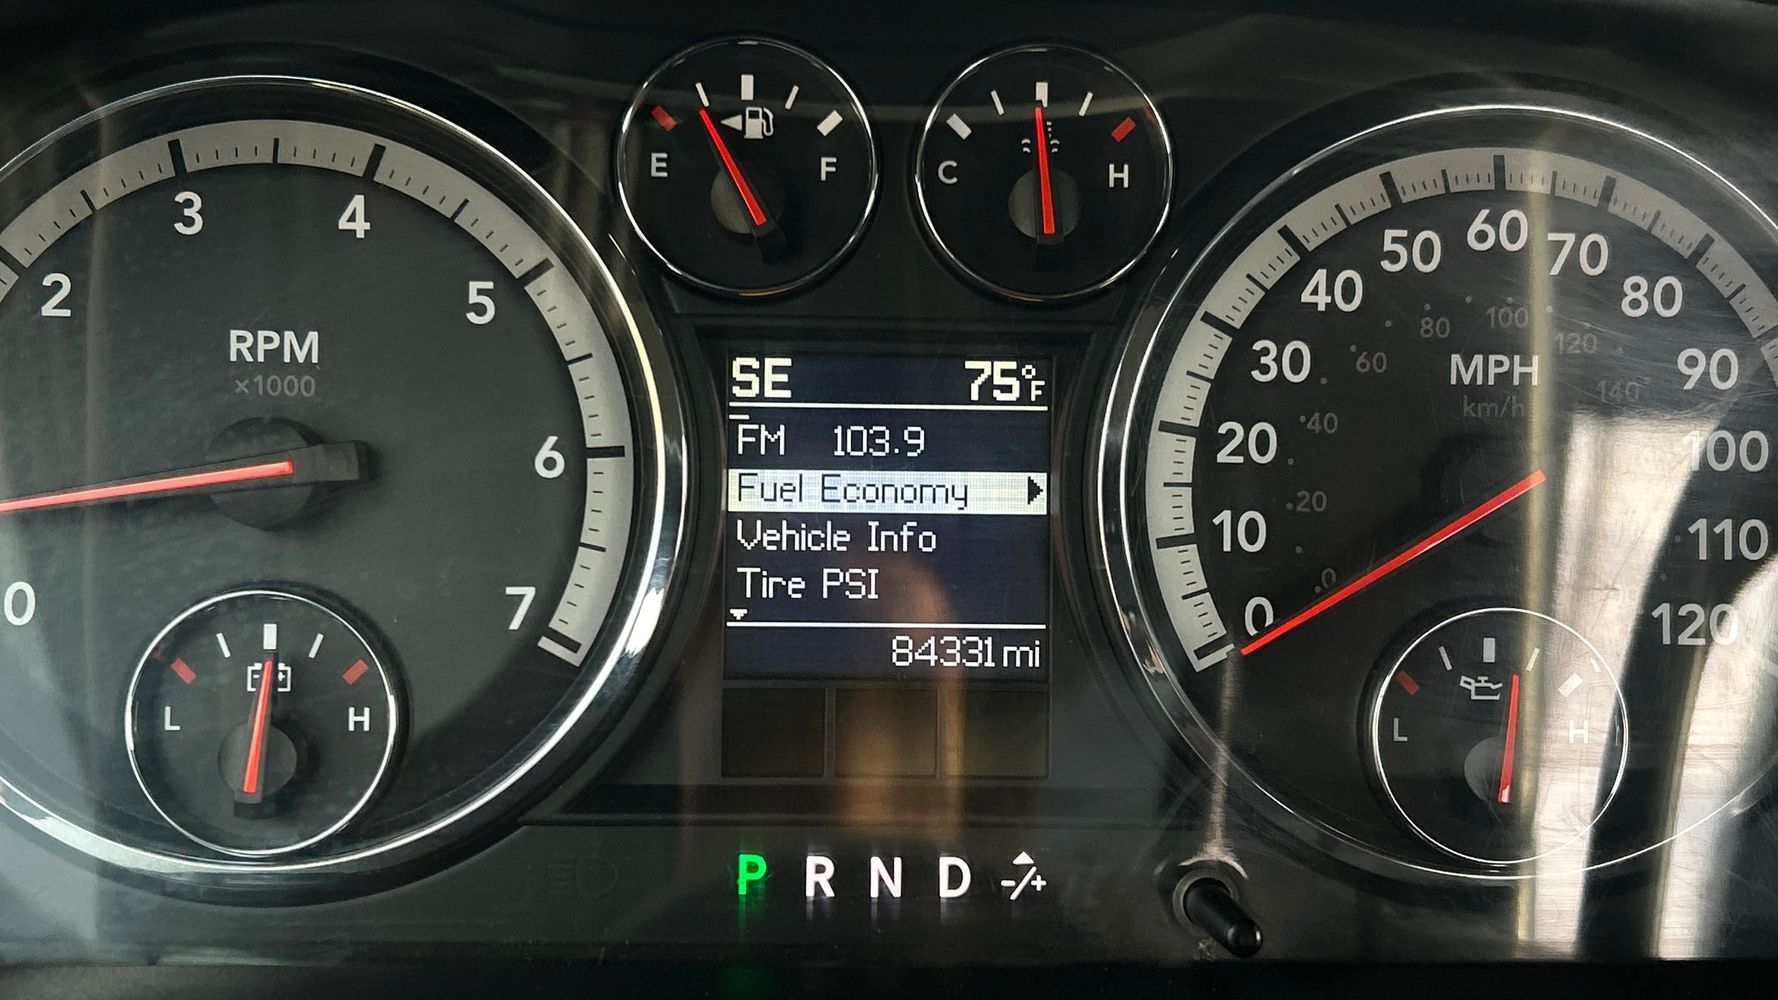 E F
C H
2 3 4 5 6 7
0
RPM
×1000
L H
SE 75°F
FM 103.9
Fuel Economy
Vehicle Info
Tire PSI
84331 mi
0 10 20 30 40 50 60 70 80 90 100 110 120
MPH
km/h
0 20 40 60 80 100 120 140
L H
P R N D -/+